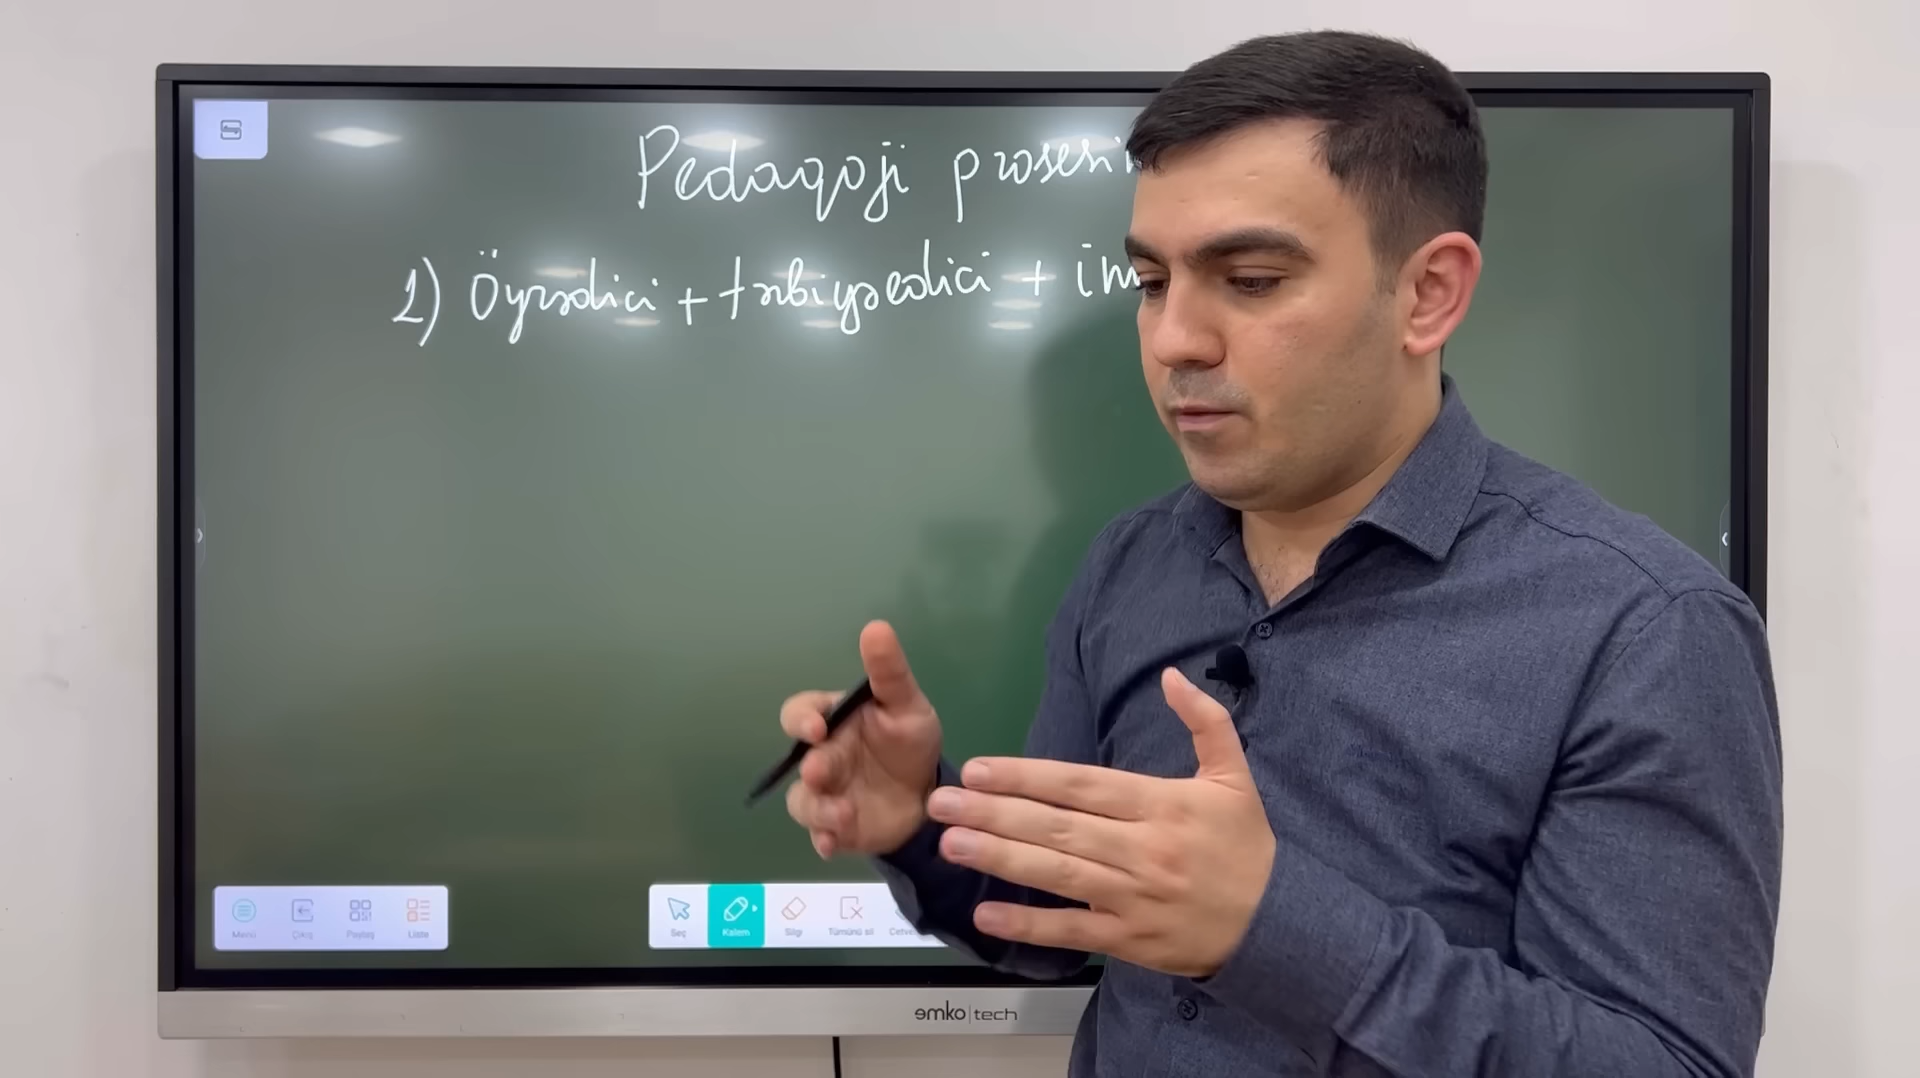 Pedaqoji prosesin
1) Öyrədici + tərbiyəedici + in
Menü Çıkış Paylaş Liste
Seç Kalem Silgi Tümünü sil
emko|tech